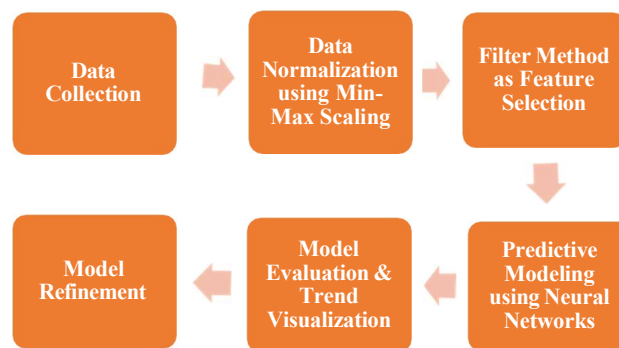 Data
Collection
Data
Normalization
using Min-
Max Scaling
Filter Method
as Feature
Selection
Predictive
Modeling
using Neural
Networks
Model
Evaluation &
Trend
Visualization
Model
Refinement